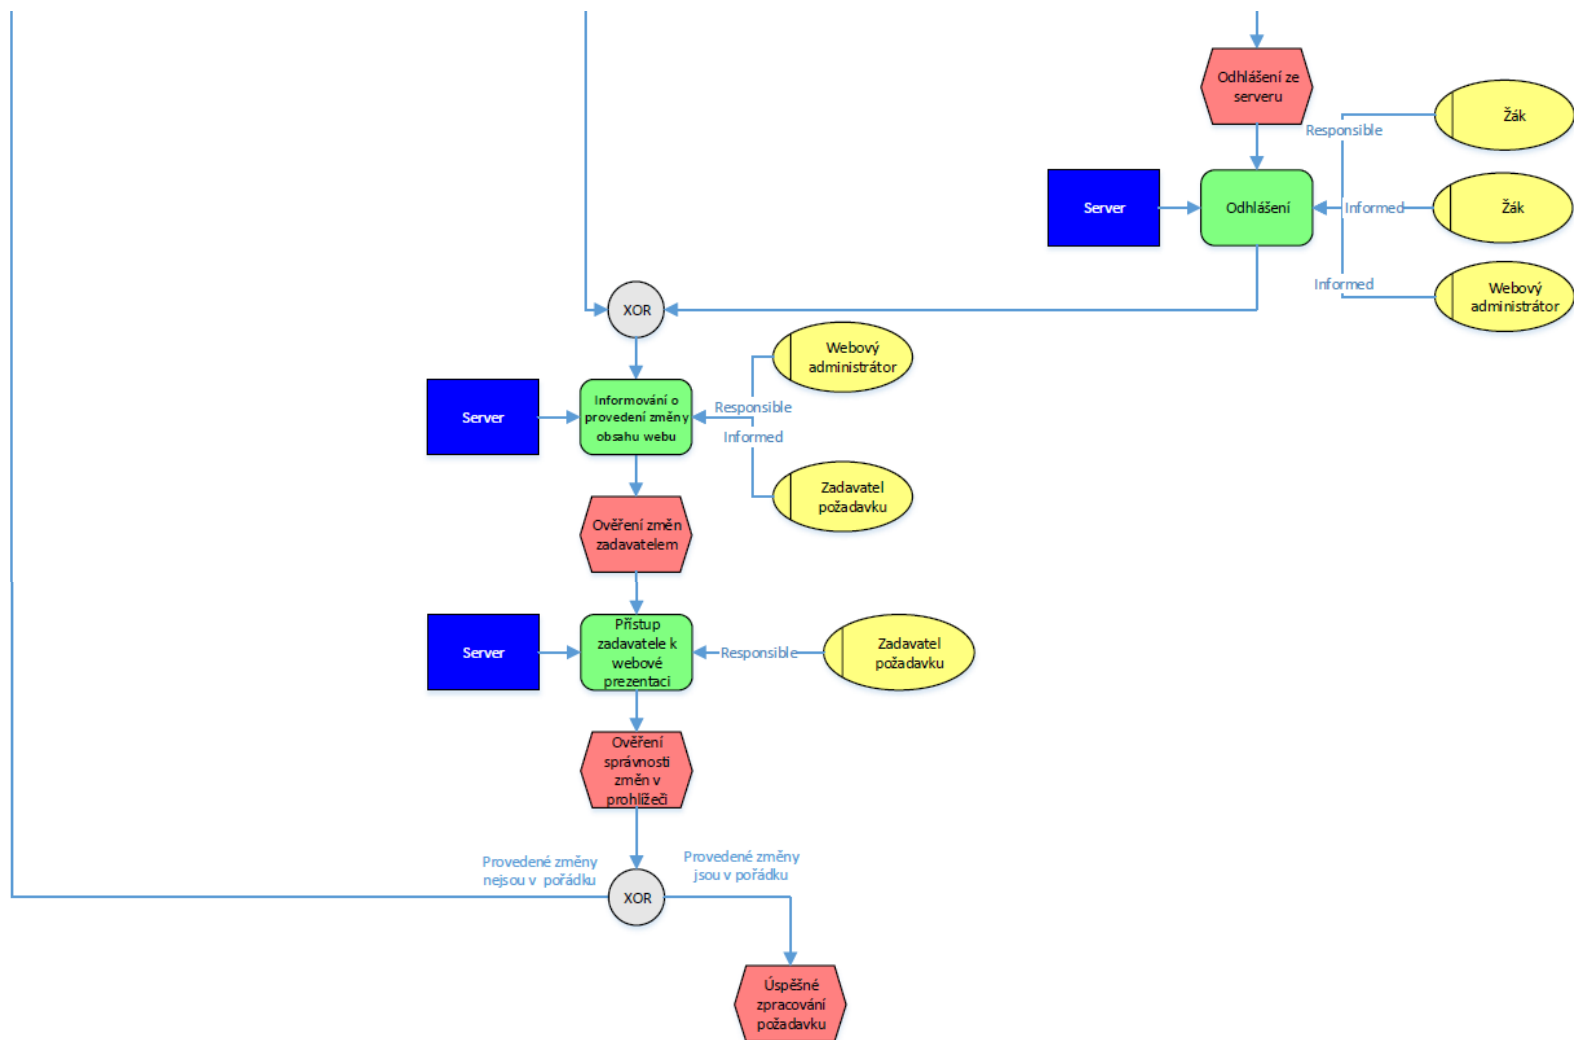 Odhlášení ze
serveru
Responsible
Žák
Server
Odhlášení
Informed
Žák
Informed
Webový
administrátor
XOR
Webový
administrátor
Server
Informování o
provedení změny
obsahu webu
Responsible
Informed
Zadavatel
požadavku
Ověření změn
zadavatelem
Server
Přístup
zadavatele k
webové
prezentaci
Responsible
Zadavatel
požadavku
Ověření
správnosti
změn v
prohlížeči
Provedené změny
nejsou v pořádku
Provedené změny
jsou v pořádku
XOR
Úspěšné
zpracování
požadavku